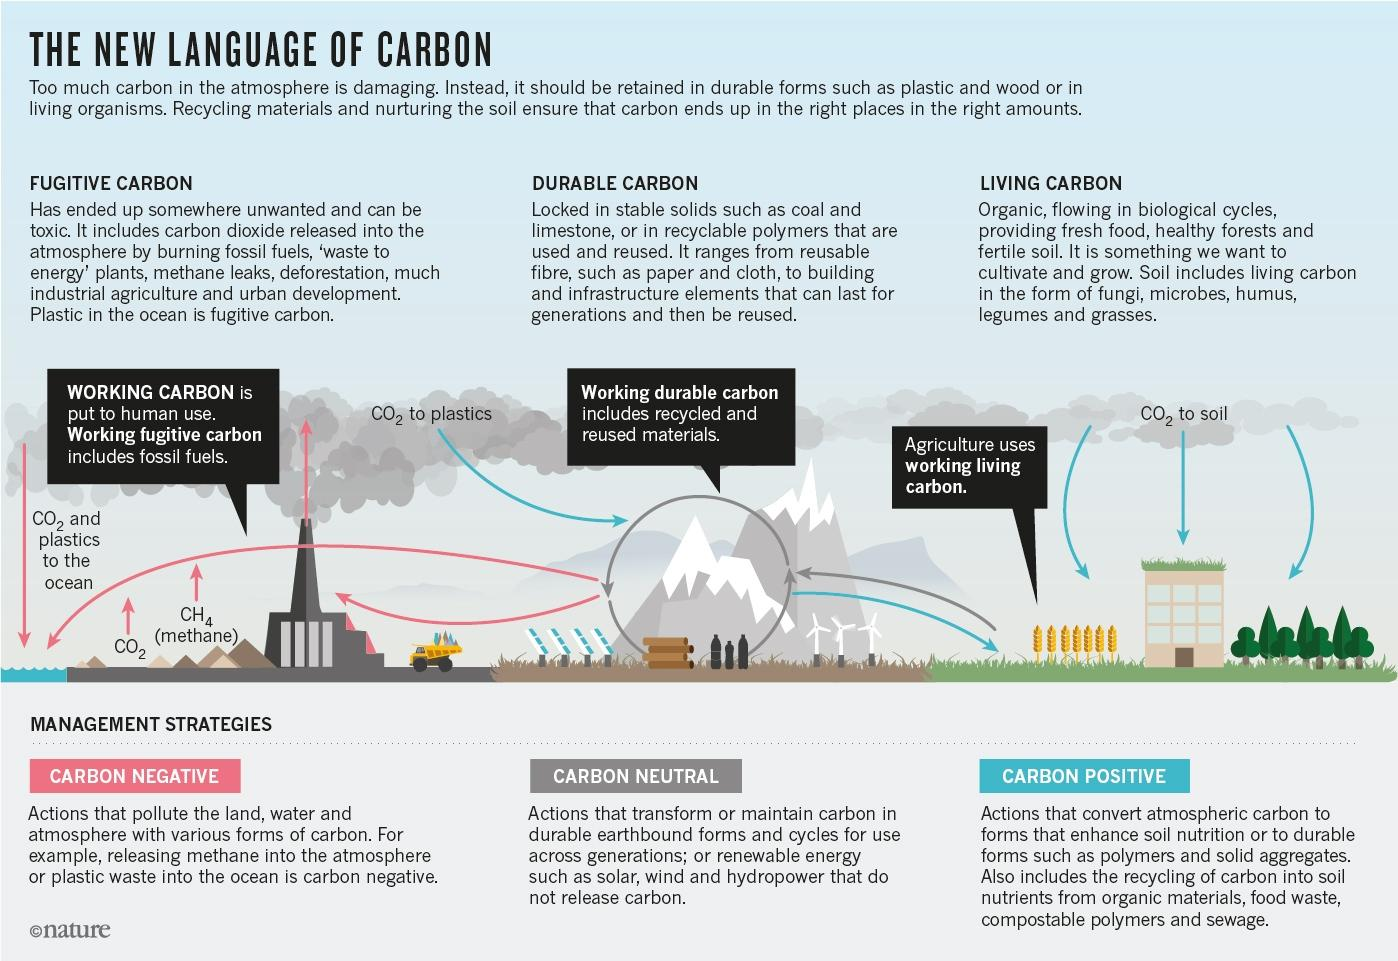 THE NEW LANGUAGE OF CARBON
Too much carbon in the atmosphere is damaging. Instead, it should be retained in durable forms such as plastic and wood or in
living organisms. Recycling materials and nurturing the soil ensure that carbon ends up in the right places in the right amounts.
FUGITIVE CARBON
Has ended up somewhere unwanted and can be
toxic. It includes carbon dioxide released into the
atmosphere by burning fossil fuels, ‘waste to
energy’ plants, methane leaks, deforestation, much
industrial agriculture and urban development.
Plastic in the ocean is fugitive carbon.
DURABLE CARBON
Locked in stable solids such as coal and
limestone, or in recyclable polymers that are
used and reused. It ranges from reusable
fibre, such as paper and cloth, to building
and infrastructure elements that can last for
generations and then be reused.
LIVING CARBON
Organic, flowing in biological cycles,
providing fresh food, healthy forests and
fertile soil. It is something we want to
cultivate and grow. Soil includes living carbon
in the form of fungi, microbes, humus,
legumes and grasses.
WORKING CARBON is
put to human use.
Working fugitive carbon
includes fossil fuels.
CO₂ to plastics
Working durable carbon
includes recycled and
reused materials.
Agriculture uses
working living
carbon.
CO₂ to soil
CO₂ and
plastics
to the
ocean
CO₂
CH₄
(methane)
MANAGEMENT STRATEGIES
CARBON NEGATIVE
Actions that pollute the land, water and
atmosphere with various forms of carbon. For
example, releasing methane into the atmosphere
or plastic waste into the ocean is carbon negative.
CARBON NEUTRAL
Actions that transform or maintain carbon in
durable earthbound forms and cycles for use
across generations; or renewable energy
such as solar, wind and hydropower that do
not release carbon.
CARBON POSITIVE
Actions that convert atmospheric carbon to
forms that enhance soil nutrition or to durable
forms such as polymers and solid aggregates.
Also includes the recycling of carbon into soil
nutrients from organic materials, food waste,
compostable polymers and sewage.
©nature